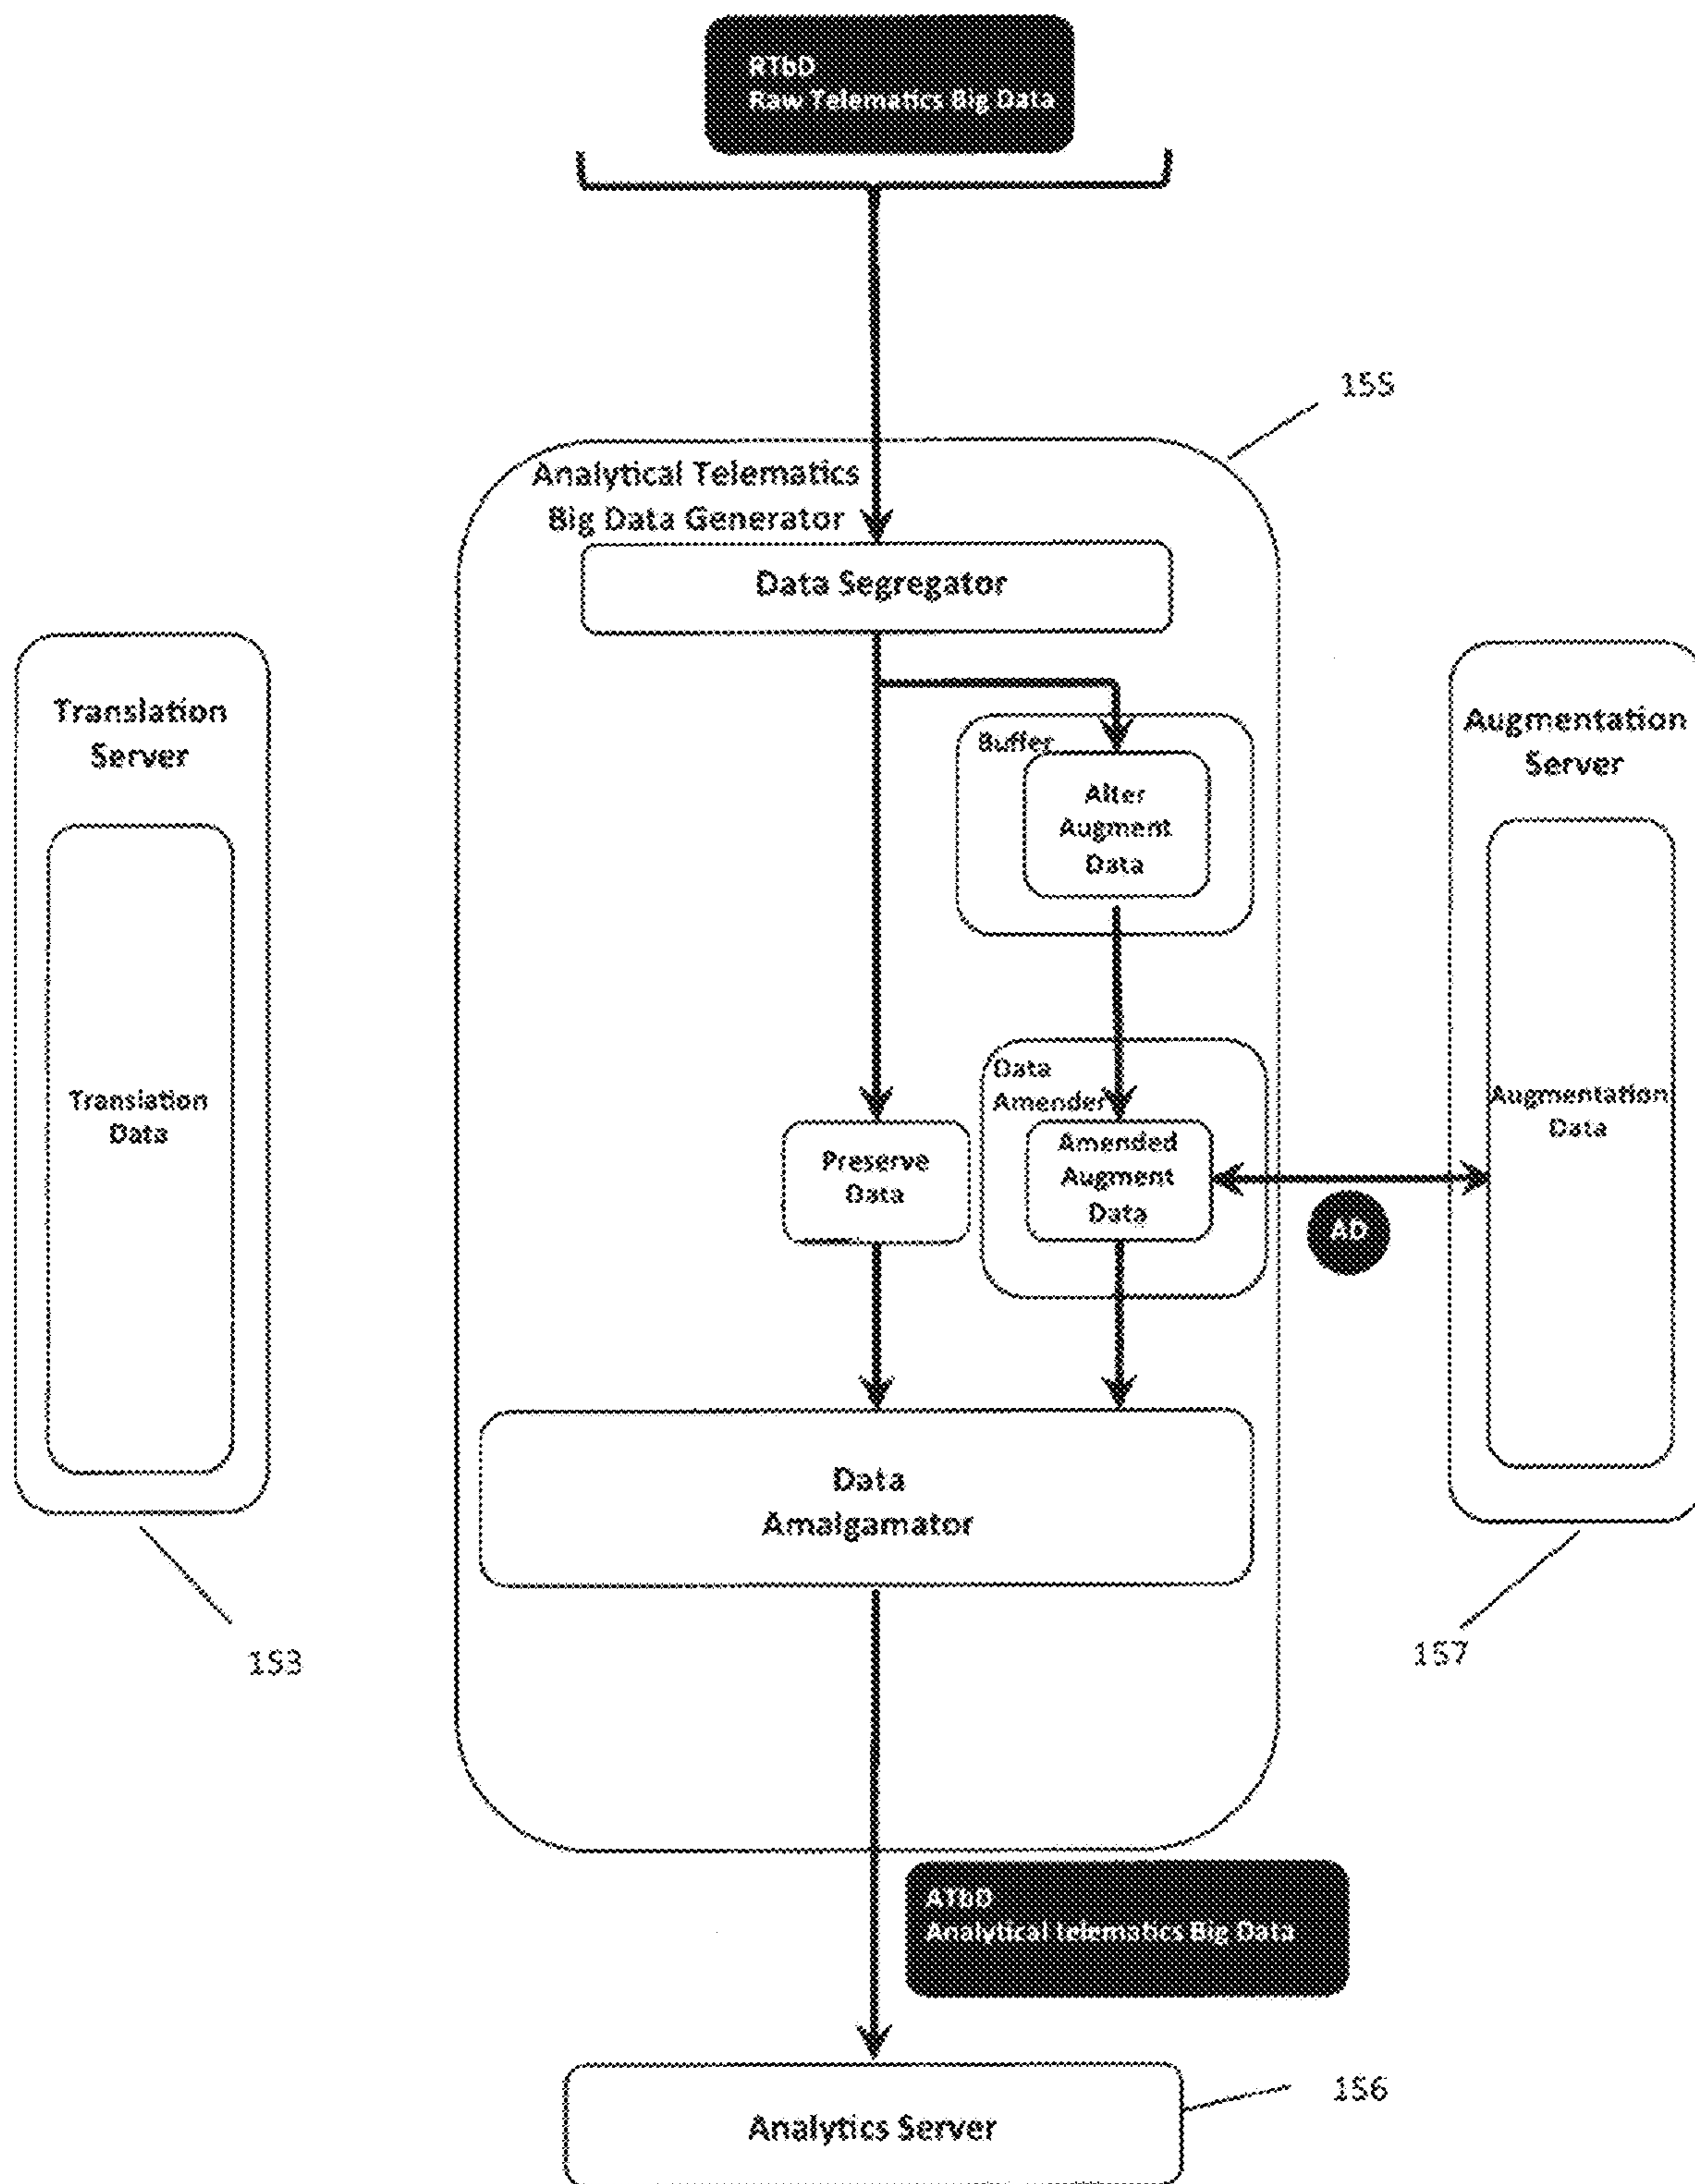 RTbD
Raw Telematics Big Data
155
Analytical Telematics
Big Data Generator
Data Segregator
Translation
Server
Augmentation
Server
Buffer
Alter
Augment
Data
Data
Amender
Translation
Data
Augmentation
Data
Preserve
Data
Amended
Augment
Data
AD
Data
Amalgamator
153
157
ATbD
Analytical telematics Big Data
156
Analytics Server